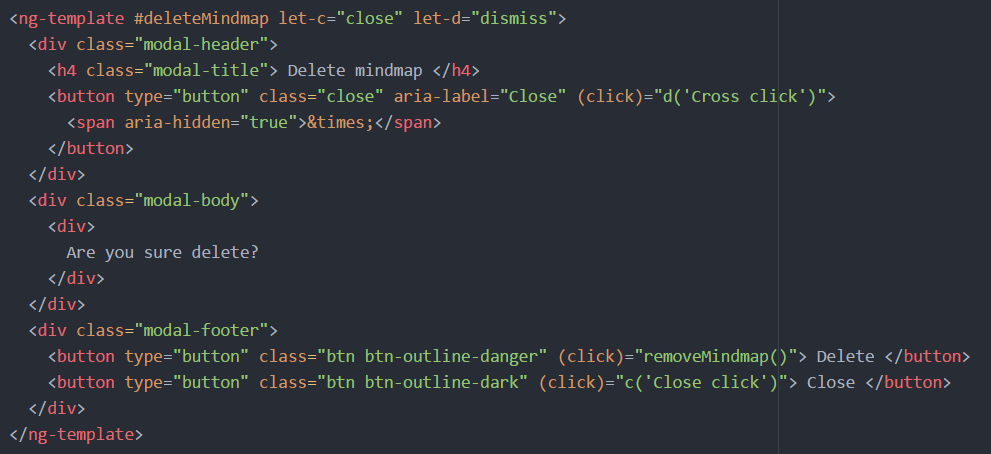 <ng-template #deleteMindmap let-c="close" let-d="dismiss">
  <div class="modal-header">
    <h4 class="modal-title"> Delete mindmap </h4>
    <button type="button" class="close" aria-label="Close" (click)="d('Cross click')">
      <span aria-hidden="true">&times;</span>
    </button>
  </div>
  <div class="modal-body">
    <div>
      Are you sure delete?
    </div>
  </div>
  <div class="modal-footer">
    <button type="button" class="btn btn-outline-danger" (click)="removeMindmap()"> Delete </button>
    <button type="button" class="btn btn-outline-dark" (click)="c('Close click')"> Close </button>
  </div>
</ng-template>